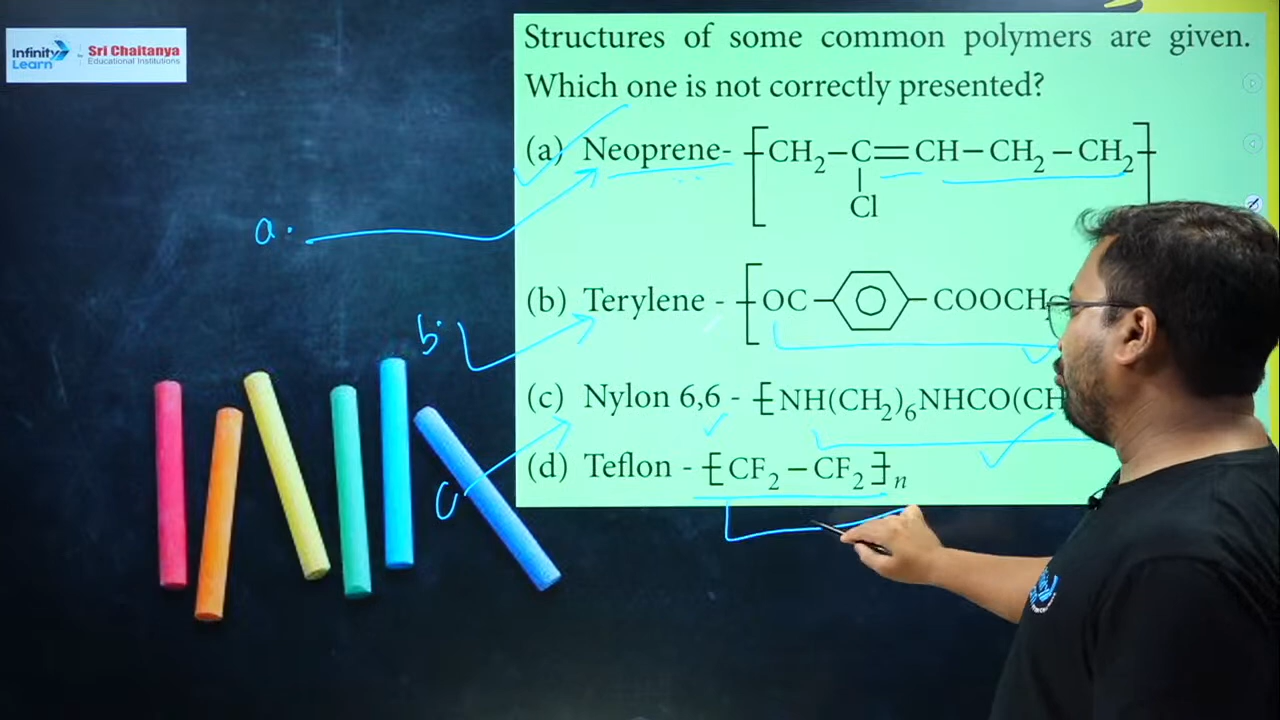 Infinity Learn
Sri Chaitanya
Educational Institutions
Structures of some common polymers are given.
Which one is not correctly presented?
(a) Neoprene- [CH₂–C=CH–CH₂–CH₂]
Cl
a.
(b) Terylene - [OC–⌬–COOCH
b.
(c) Nylon 6,6 - [NH(CH₂)₆NHCO(CH
(d) Teflon - [CF₂–CF₂]ₙ
c